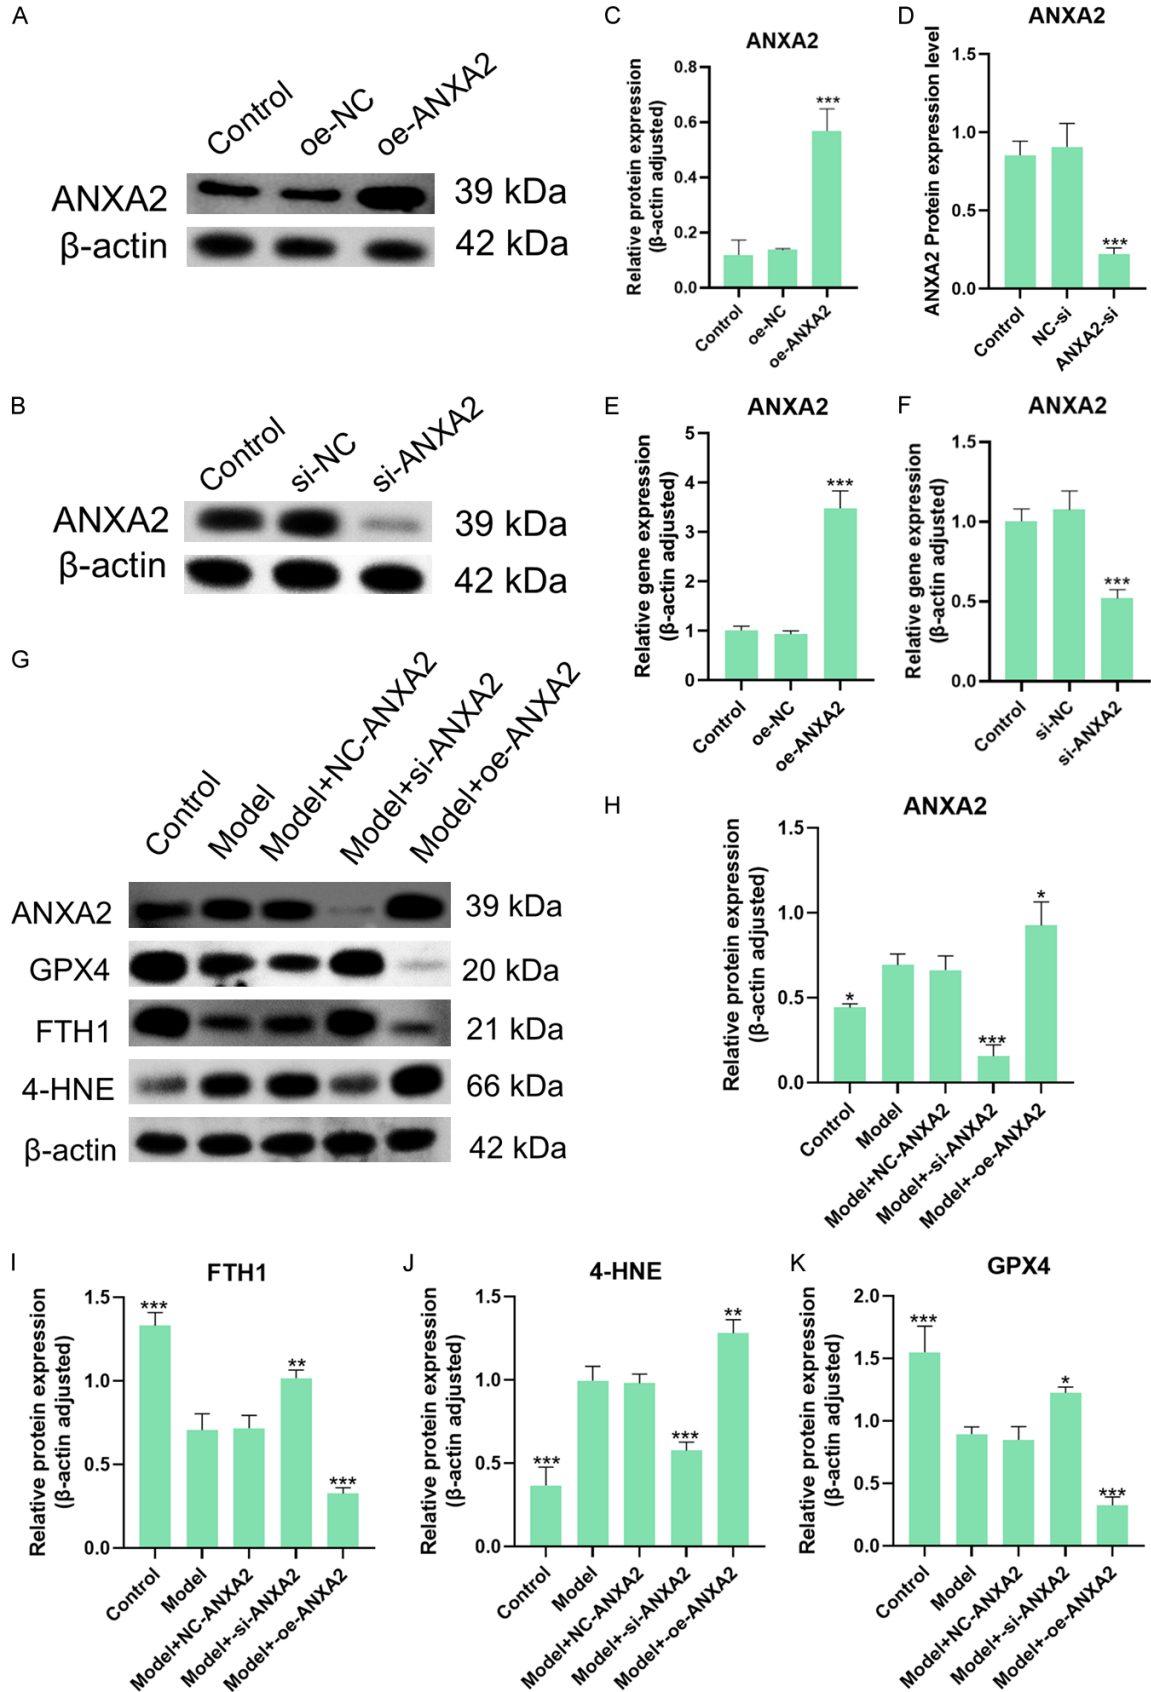 A
Control
oe-NC
oe-ANXA2
ANXA2
39 kDa
β-actin
42 kDa
C
ANXA2
Relative protein expression
(β-actin adjusted)
0.8
0.6
0.4
0.2
0.0
***
Control
oe-NC
oe-ANXA2
D
ANXA2
ANXA2 Protein expression level
1.5
1.0
0.5
0.0
***
Control
NC-si
ANXA2-si
B
Control
si-NC
si-ANXA2
ANXA2
39 kDa
β-actin
42 kDa
E
ANXA2
Relative gene expression
(β-actin adjusted)
5
4
3
2
1
0
***
Control
oe-NC
oe-ANXA2
F
ANXA2
Relative gene expression
(β-actin adjusted)
1.5
1.0
0.5
0.0
***
Control
si-NC
si-ANXA2
G
Control
Model
Model+NC-ANXA2
Model+si-ANXA2
Model+oe-ANXA2
ANXA2
39 kDa
GPX4
20 kDa
FTH1
21 kDa
4-HNE
66 kDa
β-actin
42 kDa
H
ANXA2
Relative protein expression
(β-actin adjusted)
1.5
1.0
0.5
0.0
*
***
*
Control
Model
Model+NC-ANXA2
Model+-si-ANXA2
Model+-oe-ANXA2
I
FTH1
Relative protein expression
(β-actin adjusted)
1.5
1.0
0.5
0.0
***
**
***
Control
Model
Model+NC-ANXA2
Model+-si-ANXA2
Model+-oe-ANXA2
J
4-HNE
Relative protein expression
(β-actin adjusted)
1.5
1.0
0.5
0.0
***
***
**
Control
Model
Model+NC-ANXA2
Model+-si-ANXA2
Model+-oe-ANXA2
K
GPX4
Relative protein expression
(β-actin adjusted)
2.0
1.5
1.0
0.5
0.0
***
*
***
Control
Model
Model+NC-ANXA2
Model+-si-ANXA2
Model+-oe-ANXA2